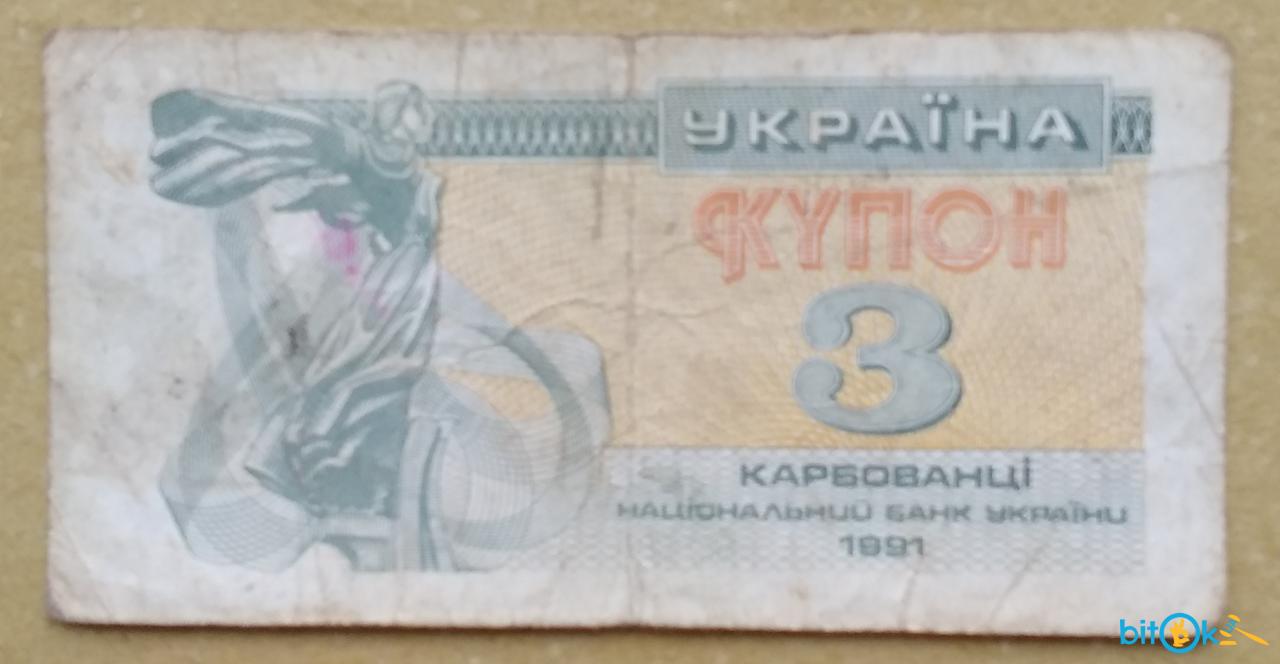 УКРАЇНА
КУПОН
3
КАРБОВАНЦІ
НАЦІОНАЛЬНИЙ БАНК УКРАЇНИ
1991
bitOk